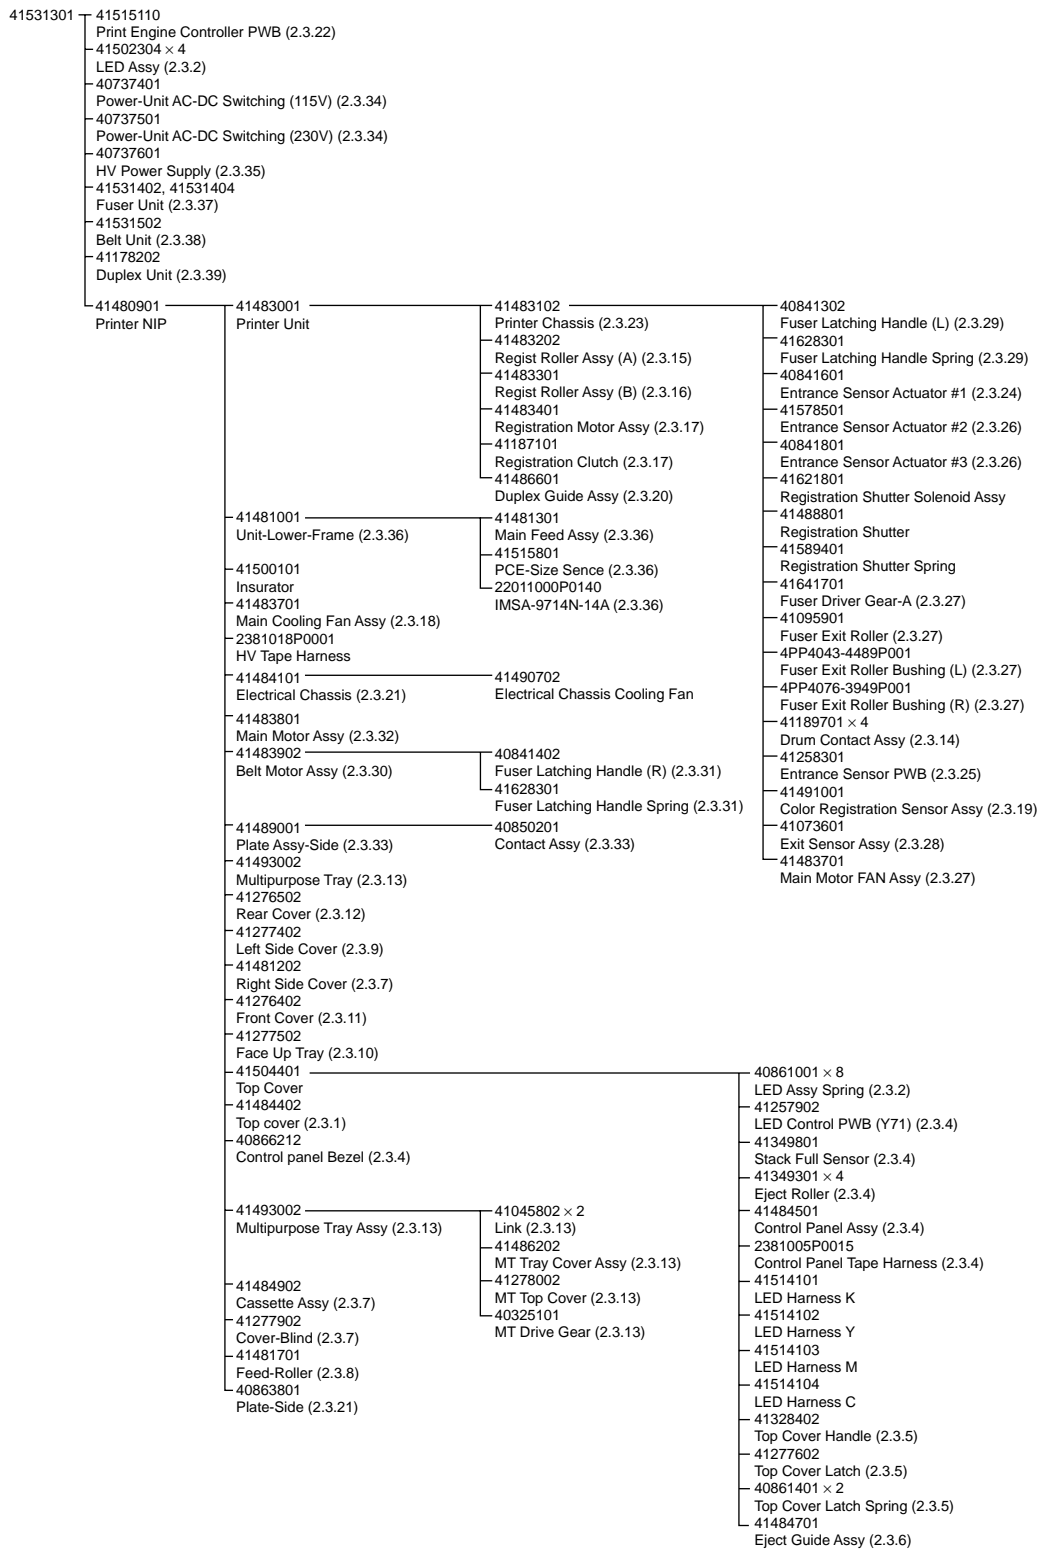 41531301
41515110
Print Engine Controller PWB (2.3.22)
41502304 × 4
LED Assy (2.3.2)
40737401
Power-Unit AC-DC Switching (115V) (2.3.34)
40737501
Power-Unit AC-DC Switching (230V) (2.3.34)
40737601
HV Power Supply (2.3.35)
41531402, 41531404
Fuser Unit (2.3.37)
41531502
Belt Unit (2.3.38)
41178202
Duplex Unit (2.3.39)
41480901
Printer NIP
41483001
Printer Unit
41483102
Printer Chassis (2.3.23)
41483202
Regist Roller Assy (A) (2.3.15)
41483301
Regist Roller Assy (B) (2.3.16)
41483401
Registration Motor Assy (2.3.17)
41187101
Registration Clutch (2.3.17)
41486601
Duplex Guide Assy (2.3.20)
40841302
Fuser Latching Handle (L) (2.3.29)
41628301
Fuser Latching Handle Spring (2.3.29)
40841601
Entrance Sensor Actuator #1 (2.3.24)
41578501
Entrance Sensor Actuator #2 (2.3.26)
40841801
Entrance Sensor Actuator #3 (2.3.26)
41621801
Registration Shutter Solenoid Assy
41488801
Registration Shutter
41589401
Registration Shutter Spring
41641701
Fuser Driver Gear-A (2.3.27)
41095901
Fuser Exit Roller (2.3.27)
4PP4043-4489P001
Fuser Exit Roller Bushing (L) (2.3.27)
4PP4076-3949P001
Fuser Exit Roller Bushing (R) (2.3.27)
41189701 × 4
Drum Contact Assy (2.3.14)
41258301
Entrance Sensor PWB (2.3.25)
41491001
Color Registration Sensor Assy (2.3.19)
41073601
Exit Sensor Assy (2.3.28)
41483701
Main Motor FAN Assy (2.3.27)
41481001
Unit-Lower-Frame (2.3.36)
41481301
Main Feed Assy (2.3.36)
41515801
PCE-Size Sence (2.3.36)
22011000P0140
IMSA-9714N-14A (2.3.36)
41500101
Insurator
41483701
Main Cooling Fan Assy (2.3.18)
2381018P0001
HV Tape Harness
41484101
Electrical Chassis (2.3.21)
41490702
Electrical Chassis Cooling Fan
41483801
Main Motor Assy (2.3.32)
41483902
Belt Motor Assy (2.3.30)
40841402
Fuser Latching Handle (R) (2.3.31)
41628301
Fuser Latching Handle Spring (2.3.31)
41489001
Plate Assy-Side (2.3.33)
40850201
Contact Assy (2.3.33)
41493002
Multipurpose Tray (2.3.13)
41276502
Rear Cover (2.3.12)
41277402
Left Side Cover (2.3.9)
41481202
Right Side Cover (2.3.7)
41276402
Front Cover (2.3.11)
41277502
Face Up Tray (2.3.10)
41504401
Top Cover
41484402
Top cover (2.3.1)
40866212
Control panel Bezel (2.3.4)
40861001 × 8
LED Assy Spring (2.3.2)
41257902
LED Control PWB (Y71) (2.3.4)
41349801
Stack Full Sensor (2.3.4)
41349301 × 4
Eject Roller (2.3.4)
41484501
Control Panel Assy (2.3.4)
2381005P0015
Control Panel Tape Harness (2.3.4)
41514101
LED Harness K
41514102
LED Harness Y
41514103
LED Harness M
41514104
LED Harness C
41328402
Top Cover Handle (2.3.5)
41277602
Top Cover Latch (2.3.5)
40861401 × 2
Top Cover Latch Spring (2.3.5)
41484701
Eject Guide Assy (2.3.6)
41493002
Multipurpose Tray Assy (2.3.13)
41045802 × 2
Link (2.3.13)
41486202
MT Tray Cover Assy (2.3.13)
41278002
MT Top Cover (2.3.13)
40325101
MT Drive Gear (2.3.13)
41484902
Cassette Assy (2.3.7)
41277902
Cover-Blind (2.3.7)
41481701
Feed-Roller (2.3.8)
40863801
Plate-Side (2.3.21)